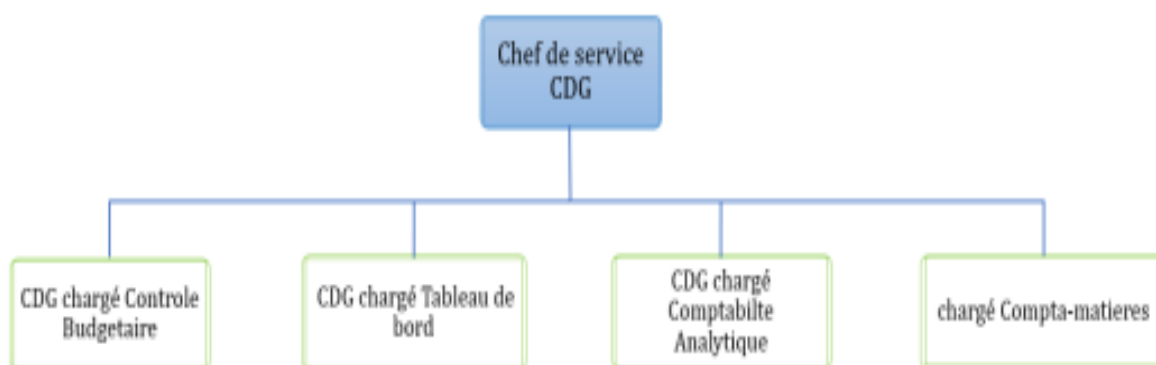 Chef de service
CDG
CDG chargé Controle
Budgetaire
CDG chargé Tableau de
bord
CDG chargé
Comptabilte
Analytique
chargé Compta-matieres